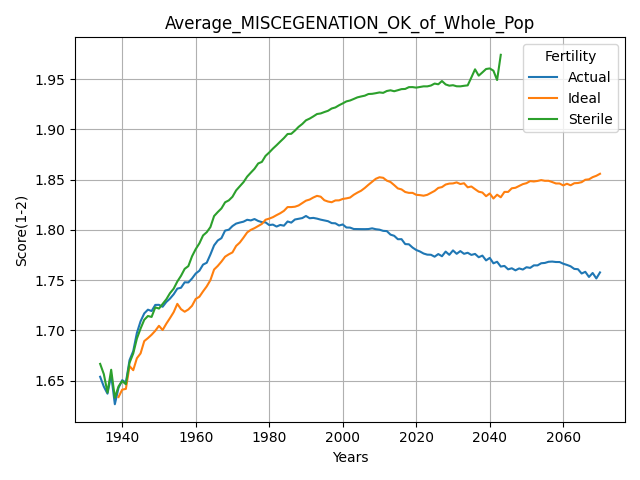 Average_MISCEGENATION_OK_of_Whole_Pop
Fertility
Actual
Ideal
Sterile
Score(1-2)
1.95
1.90
1.85
1.80
1.75
1.70
1.65
1940 1960 1980 2000 2020 2040 2060
Years